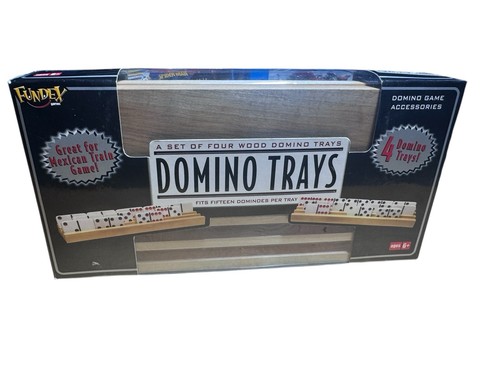 FUNDEX
DOMINO GAME
ACCESSORIES
Great for
Mexican Train
Game!
A SET OF FOUR WOOD DOMINO TRAYS
DOMINO TRAYS
FITS FIFTEEN DOMINOES PER TRAY
4 Domino
Trays!